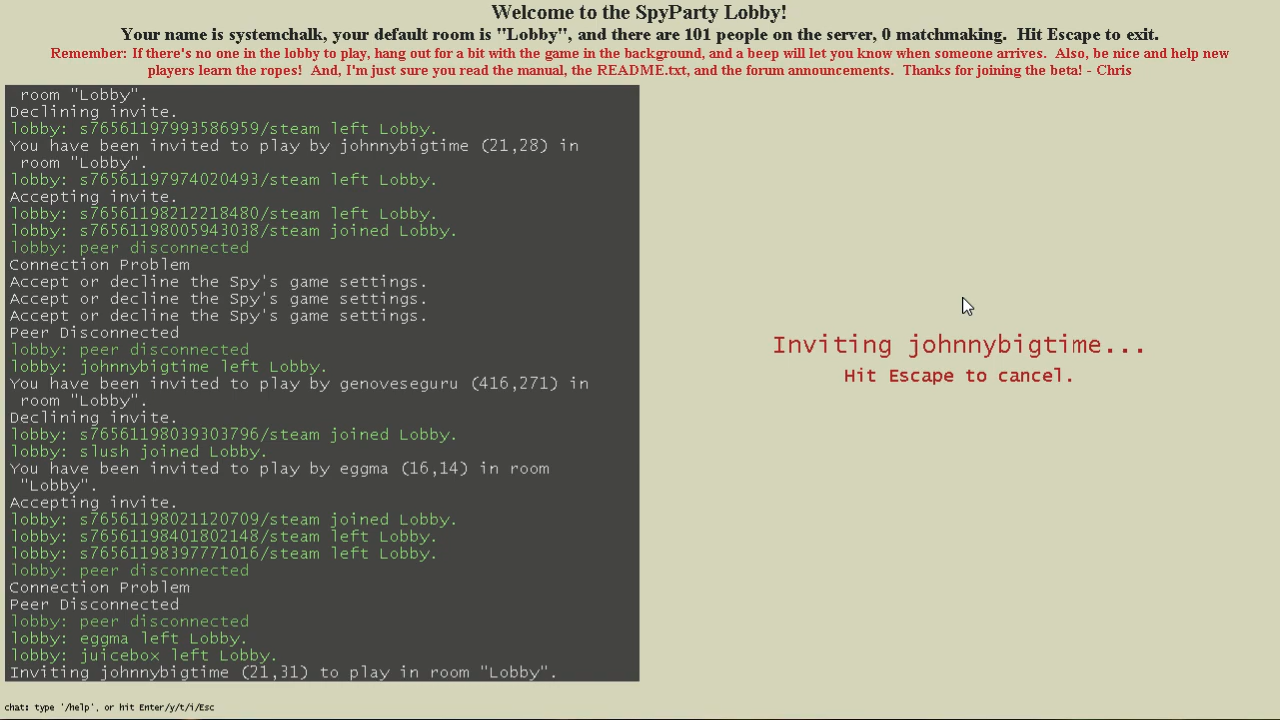 Welcome to the SpyParty Lobby!
Your name is systemchalk, your default room is "Lobby", and there are 101 people on the server, 0 matchmaking.  Hit Escape to exit.
Remember: If there's no one in the lobby to play, hang out for a bit with the game in the background, and a beep will let you know when someone arrives.  Also, be nice and help new
players learn the ropes!  And, I'm just sure you read the manual, the README.txt, and the forum announcements.  Thanks for joining the beta! - Chris
room "Lobby".
Declining invite.
lobby: s76561197993586959/steam left Lobby.
You have been invited to play by johnnybigtime (21,28) in
room "Lobby".
lobby: s76561197974020493/steam left Lobby.
Accepting invite.
lobby: s76561198212218480/steam left Lobby.
lobby: s76561198005943038/steam joined Lobby.
lobby: peer disconnected
Connection Problem
Accept or decline the Spy's game settings.
Accept or decline the Spy's game settings.
Accept or decline the Spy's game settings.
Peer Disconnected
lobby: peer disconnected
lobby: johnnybigtime left Lobby.
You have been invited to play by genoveseguru (416,271) in
room "Lobby".
Declining invite.
lobby: s76561198039303796/steam joined Lobby.
lobby: slush joined Lobby.
You have been invited to play by eggma (16,14) in room
"Lobby".
Accepting invite.
lobby: s76561198021120709/steam joined Lobby.
lobby: s76561198401802148/steam left Lobby.
lobby: s76561198397771016/steam left Lobby.
lobby: peer disconnected
Connection Problem
Peer Disconnected
lobby: peer disconnected
lobby: eggma left Lobby.
lobby: juicebox left Lobby.
Inviting johnnybigtime (21,31) to play in room "Lobby".
Inviting johnnybigtime...
Hit Escape to cancel.
chat: type '/help', or hit Enter/y/t/i/Esc